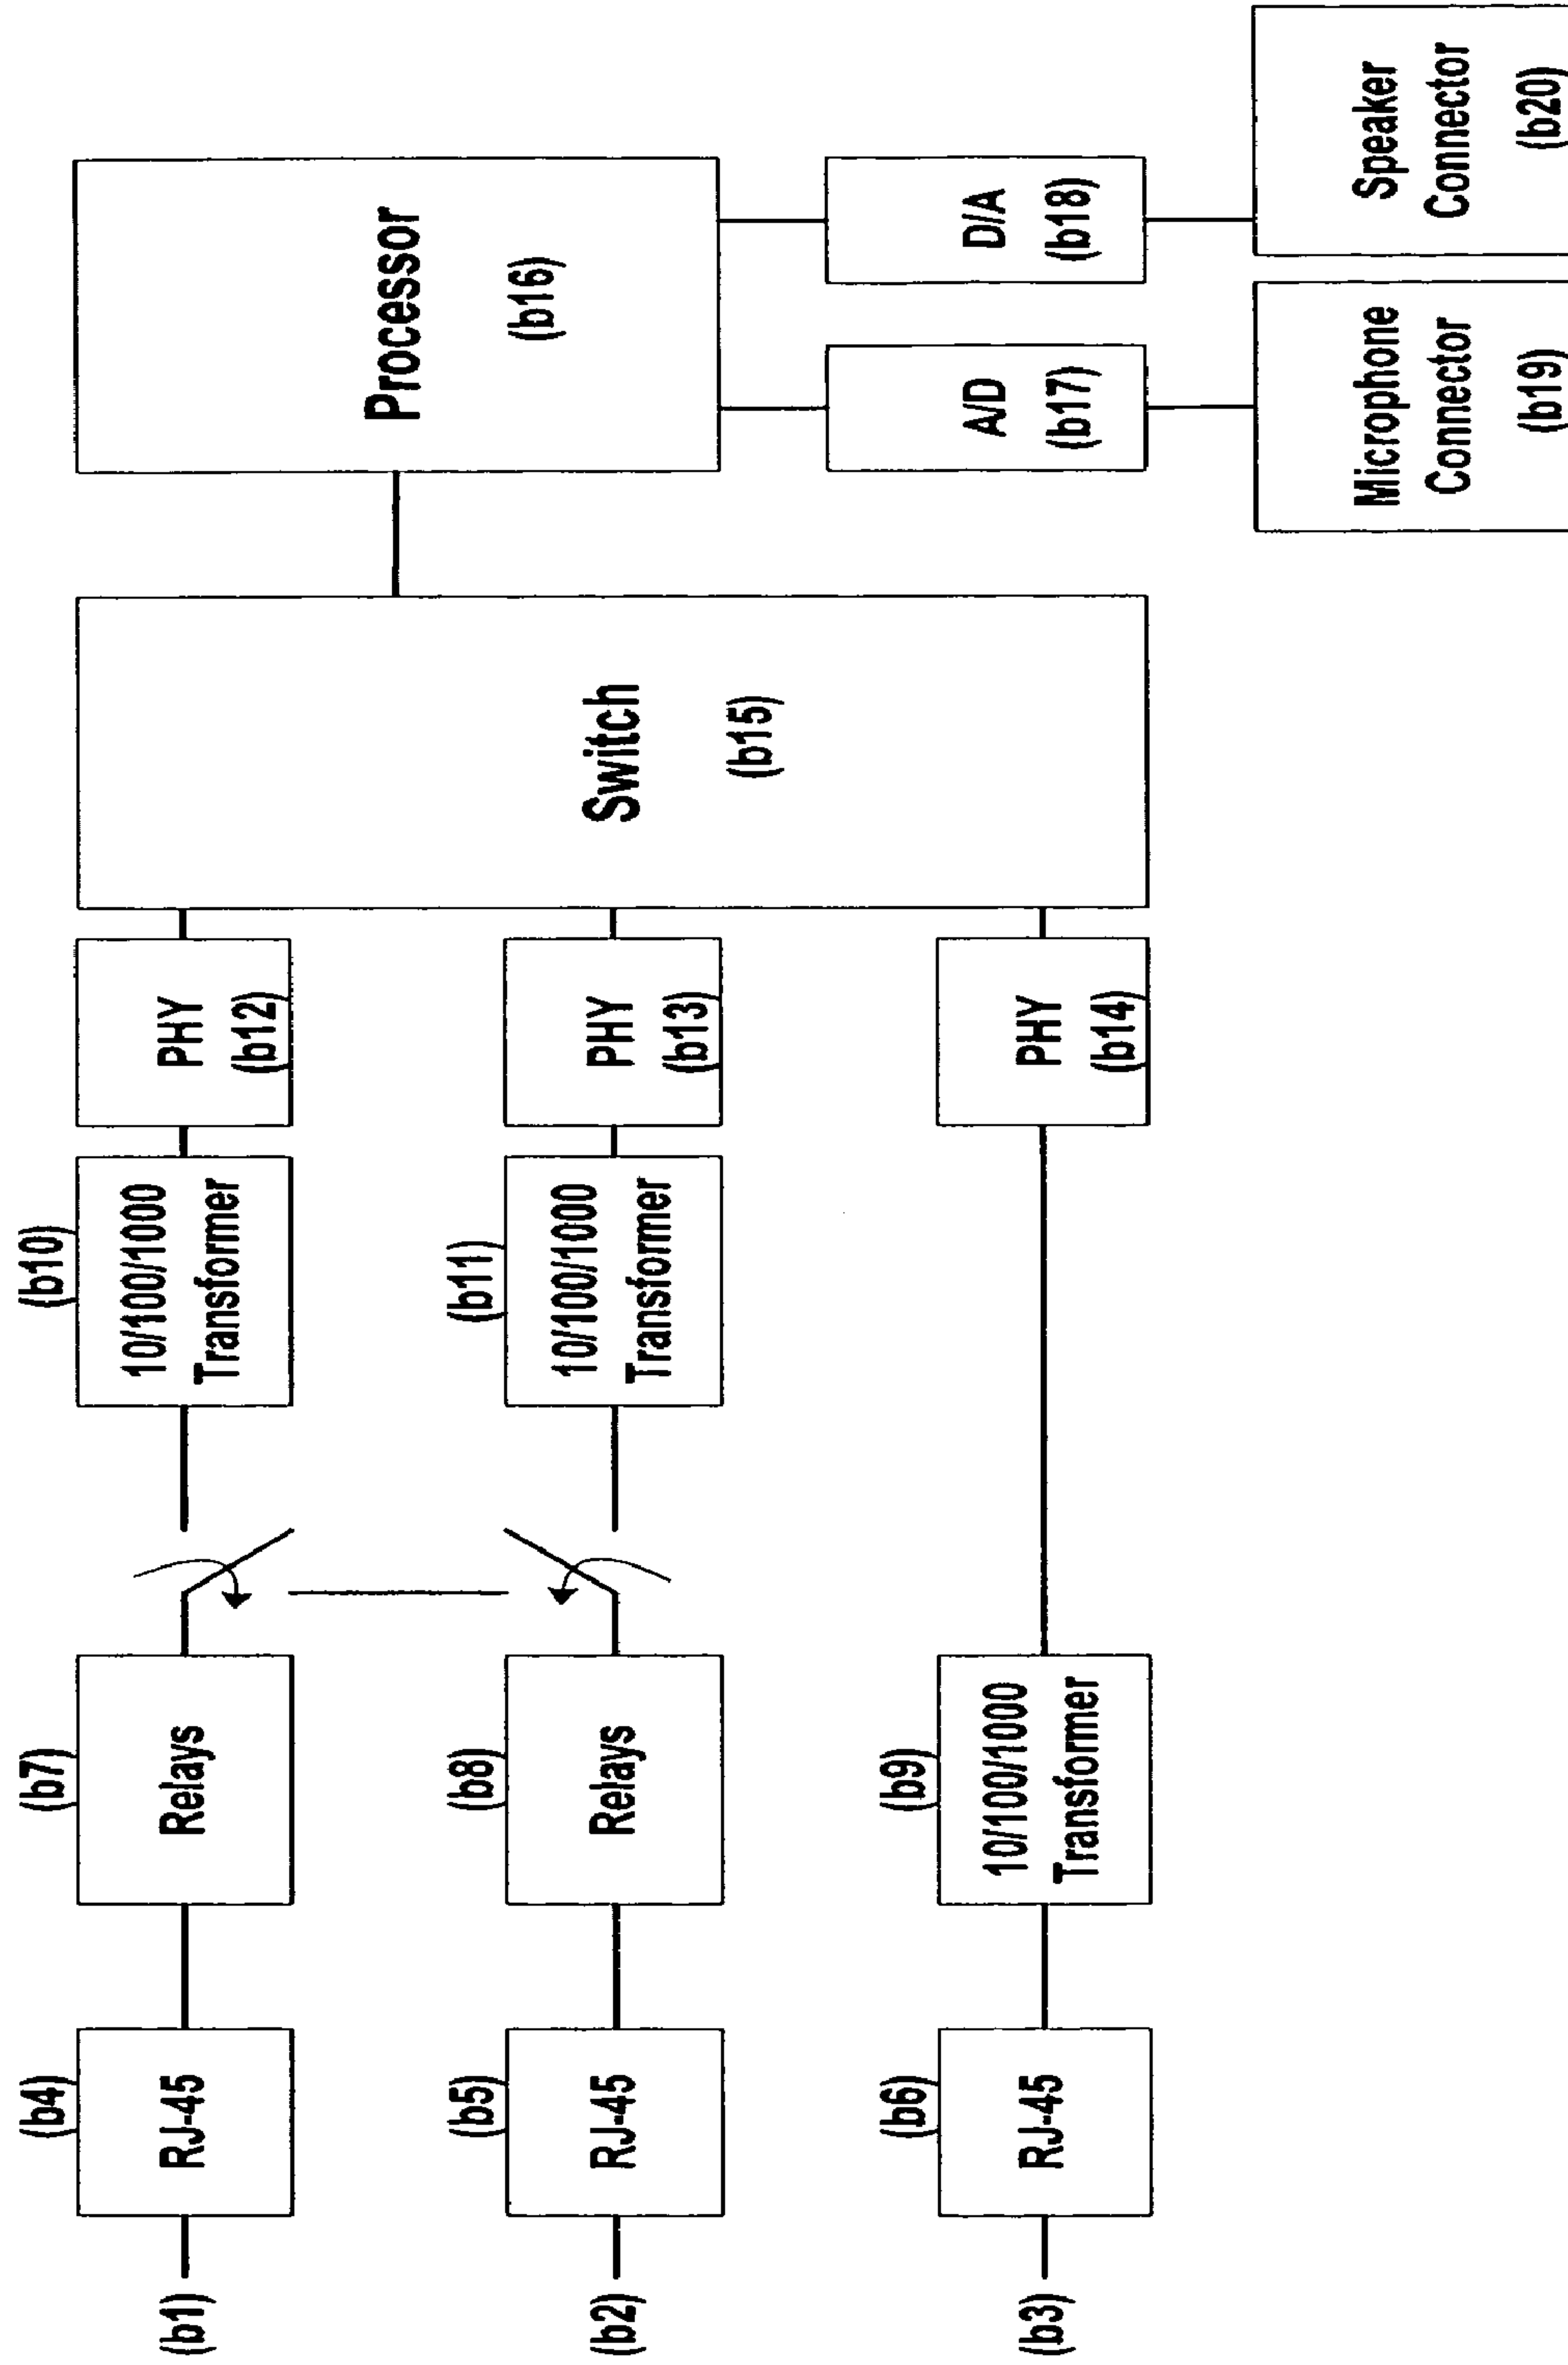 (b1)
(b4)
RJ-45
(b7)
Relays
(b10)
10/100/1000
Transformer
PHY
(b12)
(b2)
(b5)
RJ-45
(b8)
Relays
(b11)
10/100/1000
Transformer
PHY
(b13)
(b3)
(b6)
RJ-45
(b9)
10/100/1000
Transformer
PHY
(b14)
Switch
(b15)
Processor
(b16)
A/D
(b17)
D/A
(b18)
Microphone
Connector
(b19)
Speaker
Connector
(b20)